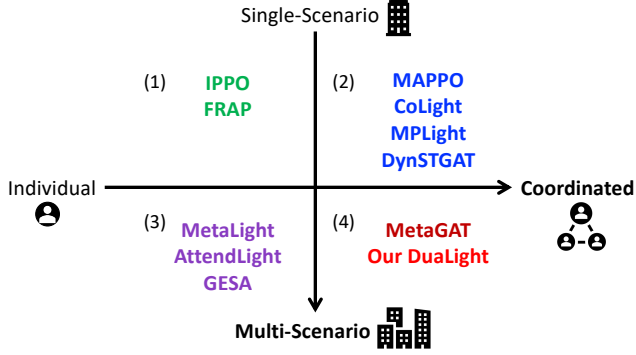 Single-Scenario
(1)
IPPO
FRAP
(2)
MAPPO
CoLight
MPLight
DynSTGAT
Individual
Coordinated
(3)
MetaLight
AttendLight
GESA
(4)
MetaGAT
Our DuaLight
Multi-Scenario